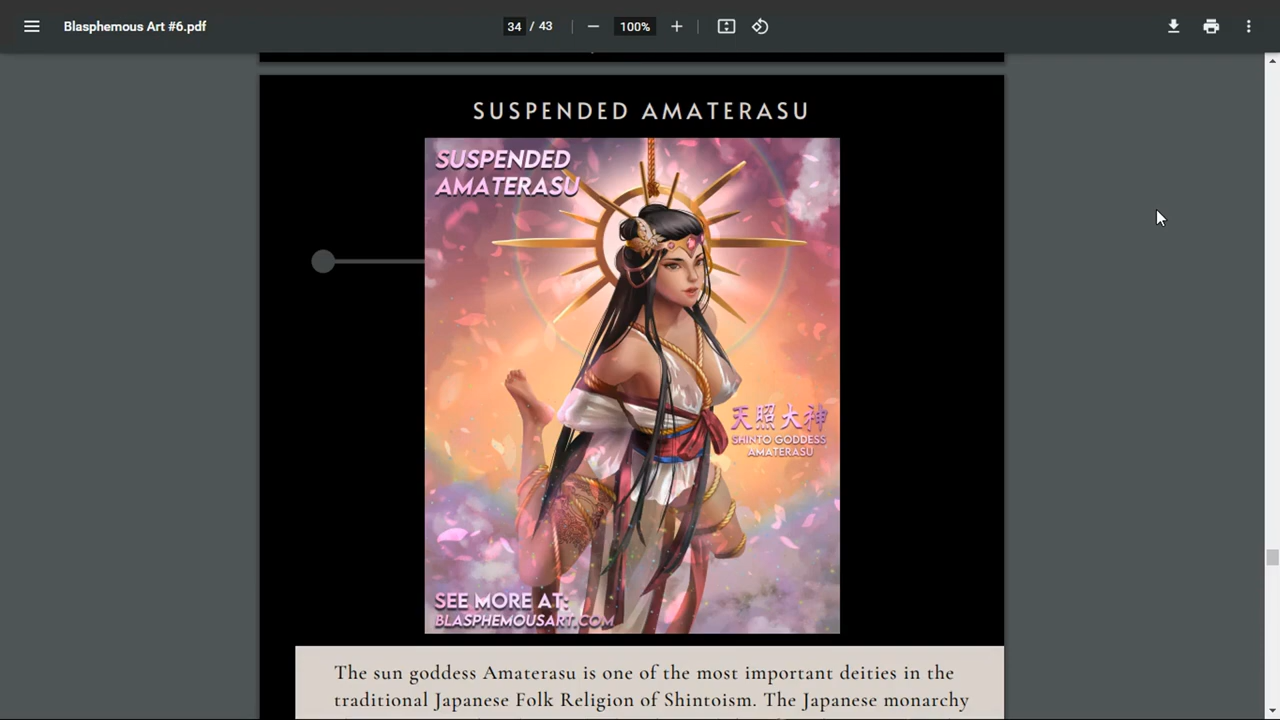 Blasphemous Art #6.pdf
34 / 43
100%
SUSPENDED AMATERASU
SUSPENDED
AMATERASU
天照大神
SHINTO GODDESS
AMATERASU
SEE MORE AT:
BLASPHEMOUSART.COM
The sun goddess Amaterasu is one of the most important deities in the
traditional Japanese Folk Religion of Shintoism. The Japanese monarchy